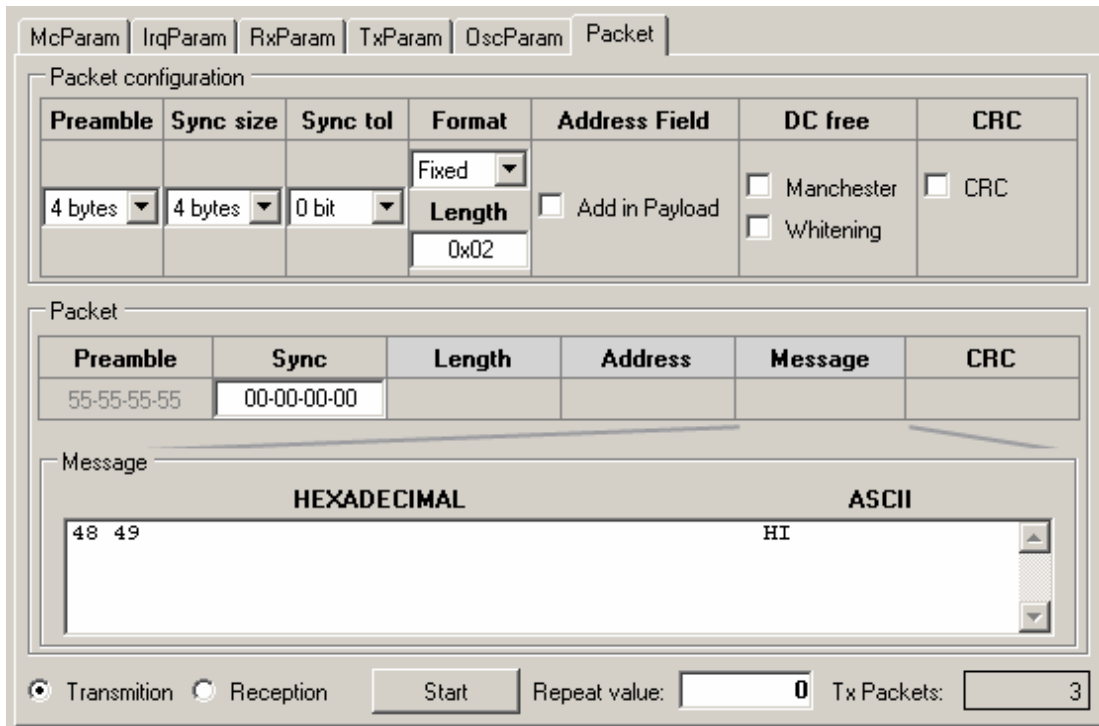 McParam IrqParam RxParam TxParam OscParam Packet
Packet configuration
Preamble Sync size Sync tol Format Address Field DC free CRC
Fixed
4 bytes 4 bytes 0 bit Length Add in Payload Manchester CRC
Whitening
0x02
Packet
Preamble Sync Length Address Message CRC
55-55-55-55 00-00-00-00
Message
HEXADECIMAL ASCII
48 49 HI
Transmition Reception Start Repeat value: 0 Tx Packets: 3